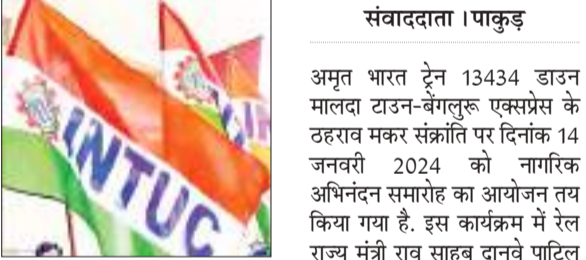 INTUC
संवाददाता ।पाकुड़
अमृत भारत ट्रेन 13434 डाउन
मालदा टाउन-बेंगलुरू एक्सप्रेस के
ठहराव मकर संक्रांति पर दिनांक 14
जनवरी 2024 को नागरिक
अभिनंदन समारोह का आयोजन तय
किया गया है. इस कार्यक्रम में रेल
राज्य मंत्री राव साहब दानवे पाटिल